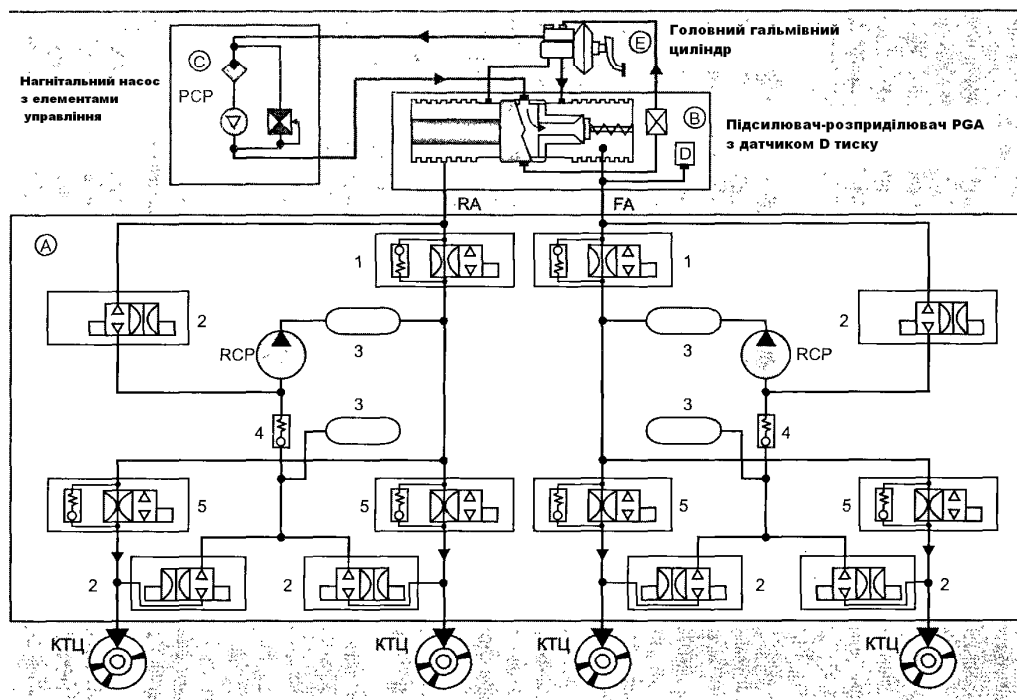 Головний гальмівний
циліндр
E
C
PCP
Нагнітальний насос
з елементами
управління
B
D
Підсилювач-розприділювач PGA
з датчиком D тиску
RA
FA
A
1
1
2
2
3
3
RCP
RCP
3
3
4
4
5
5
5
5
2
2
2
2
КТЦ
КТЦ
КТЦ
КТЦ